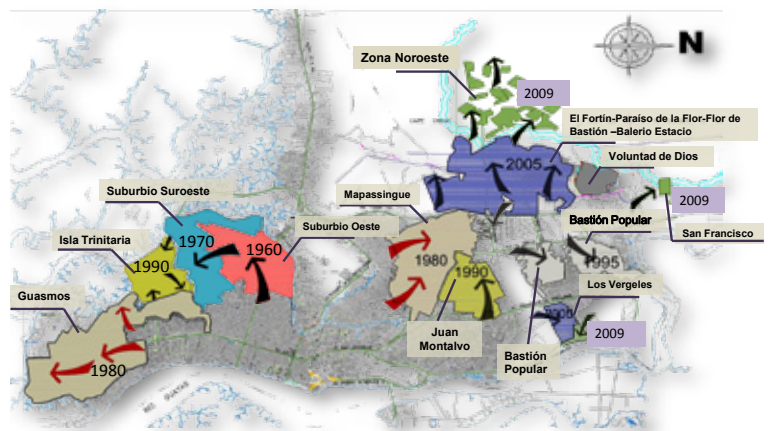 N
Zona Noroeste
2009
El Fortín-Paraíso de la Flor-Flor de
Bastión –Balerio Estacio
2005
Voluntad de Dios
2009
San Francisco
Suburbio Suroeste
Mapassingue
Bastión Popular
1970
1960
Suburbio Oeste
Isla Trinitaria
1990
1980
1990
1995
Los Vergeles
Guasmos
2009
Juan
Montalvo
Bastión
Popular
1980
RIO GUAYAS